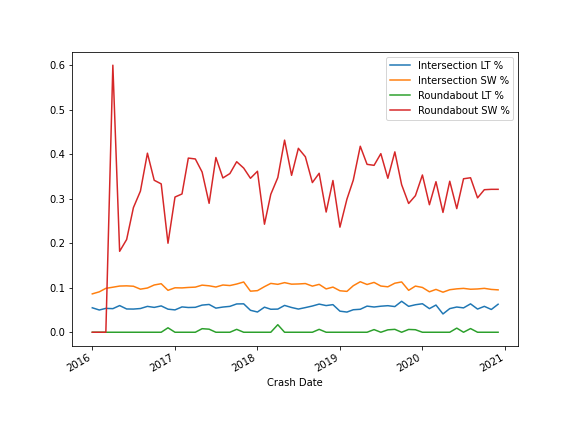 Intersection LT %
Intersection SW %
Roundabout LT %
Roundabout SW %
0.6
0.5
0.4
0.3
0.2
0.1
0.0
2016
2017
2018
2019
2020
2021
Crash Date